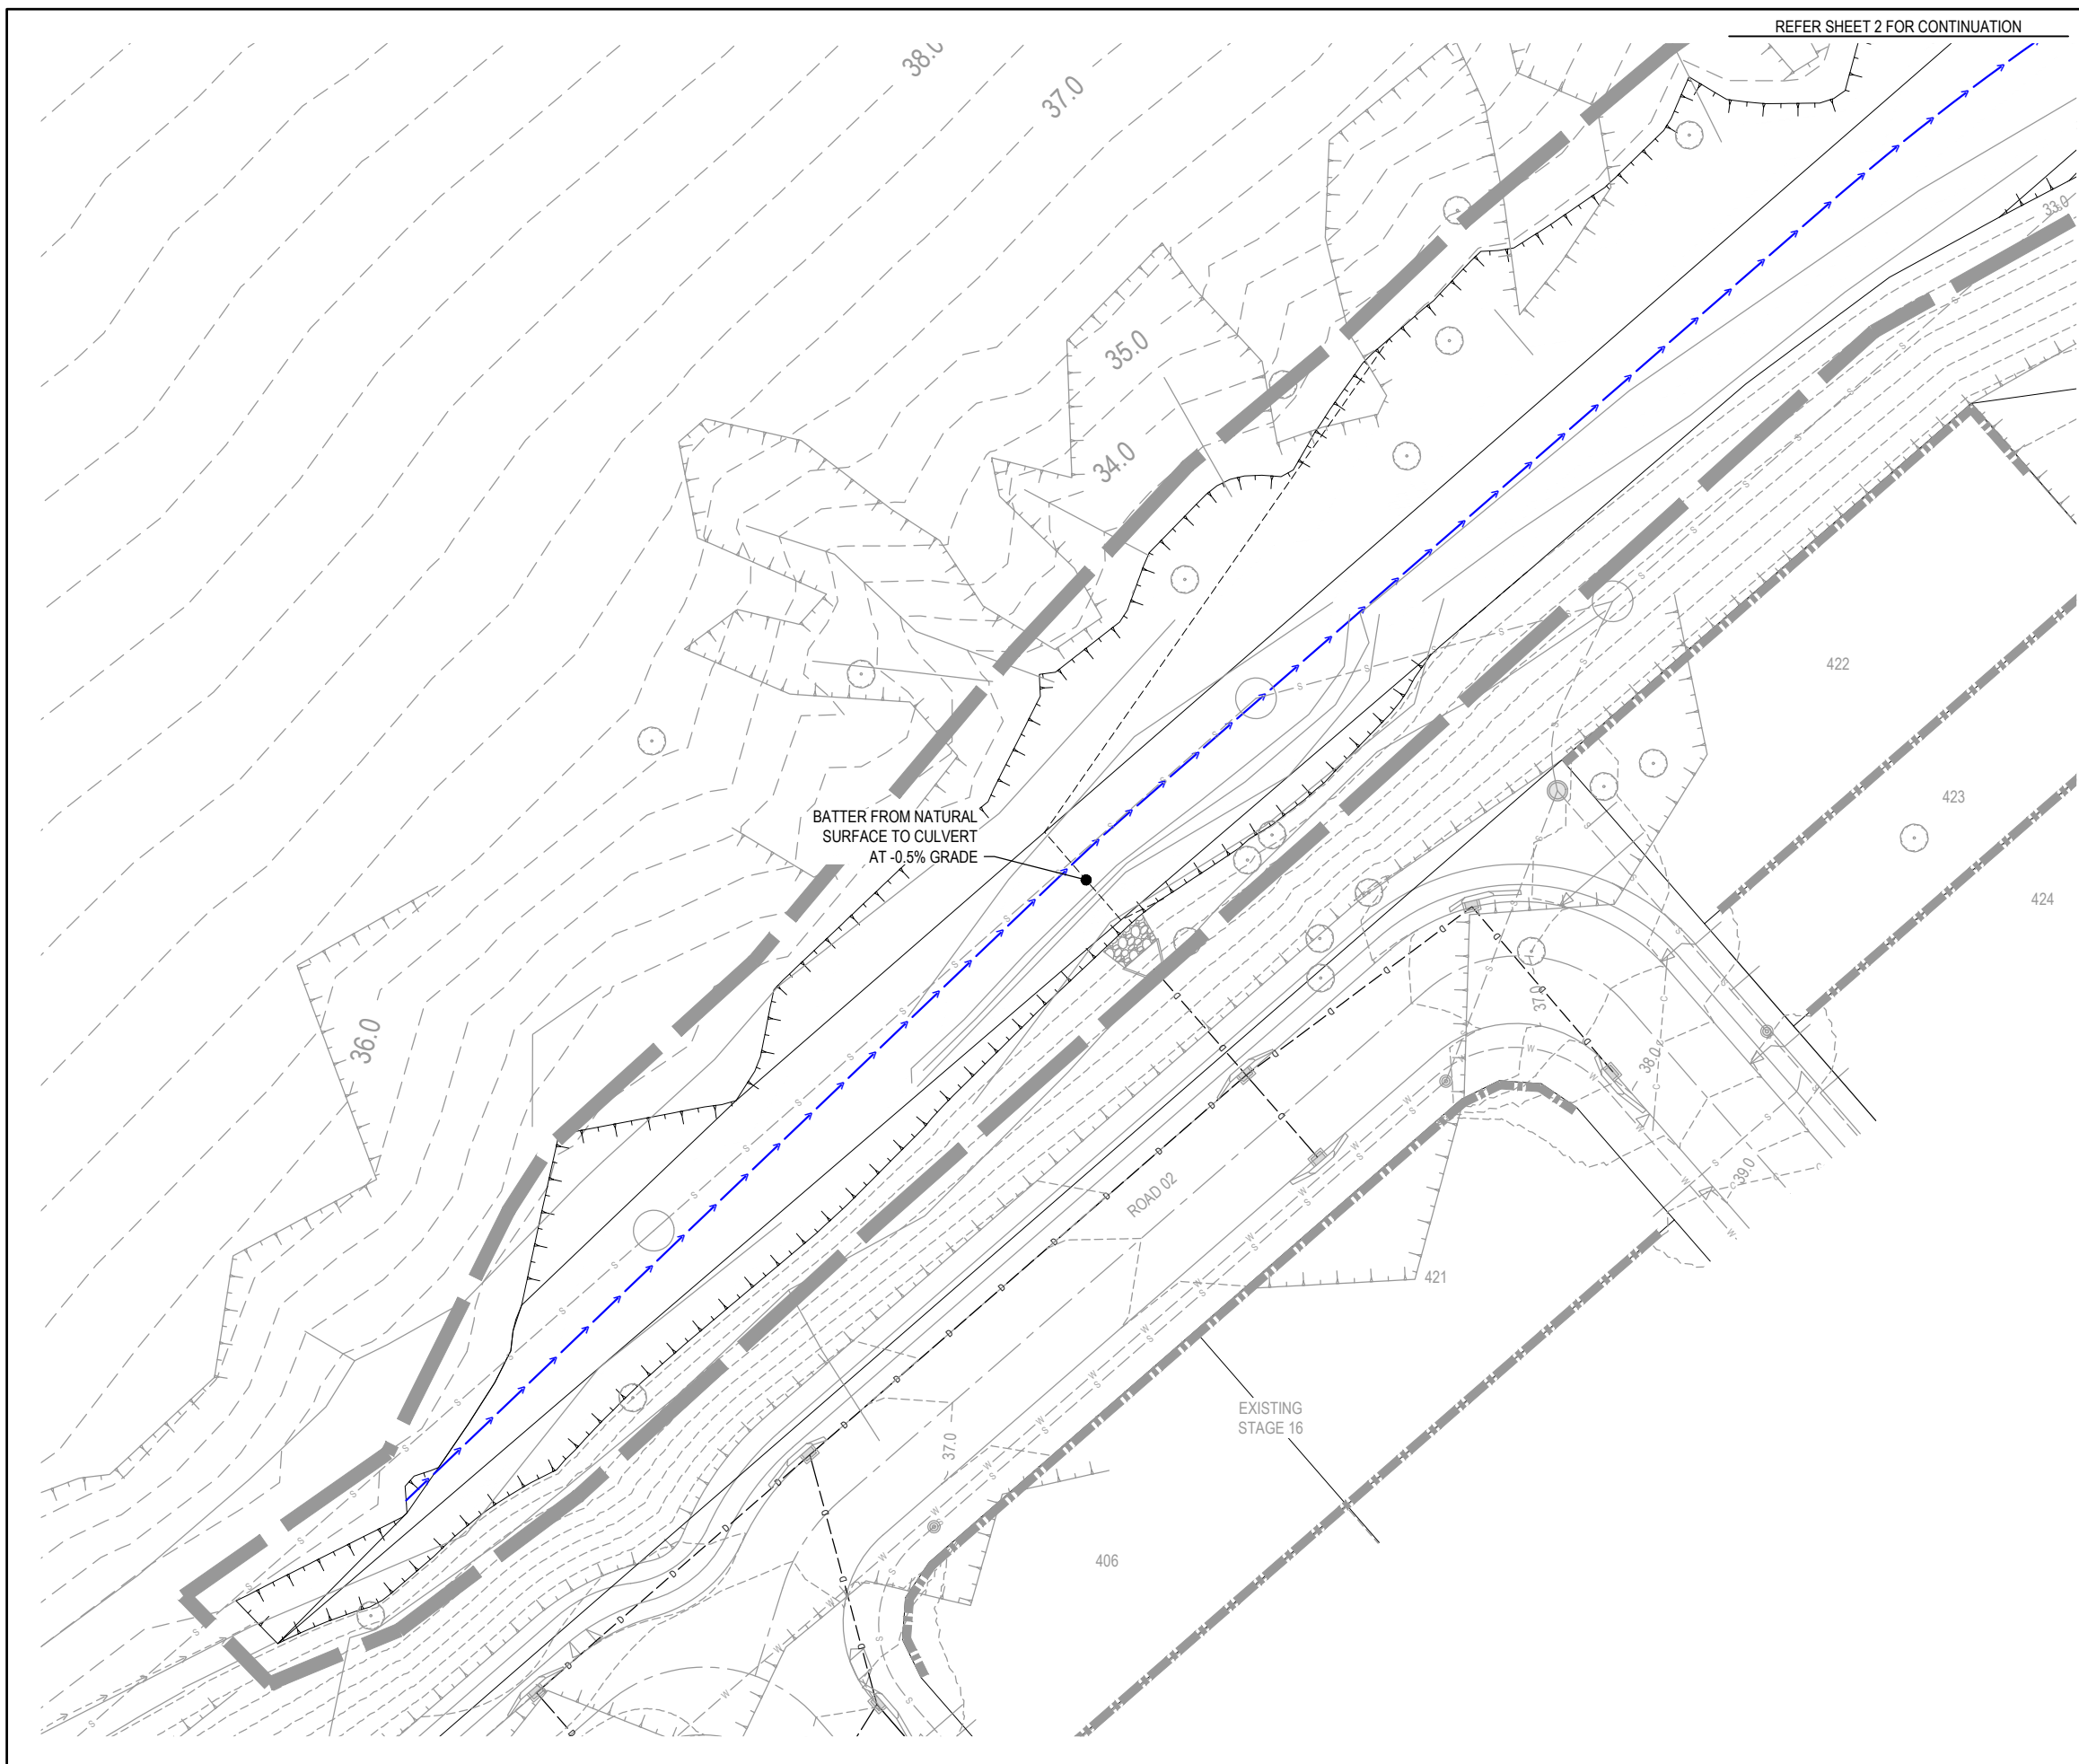 REFER SHEET 2 FOR CONTINUATION
38.0
37.0
33.0
35.0
34.0
422
423
424
BATTER FROM NATURAL
SURFACE TO CULVERT
AT -0.5% GRADE
36.0
37.0
38.0
39.0
ROAD 02
421
EXISTING
STAGE 16
37.0
406